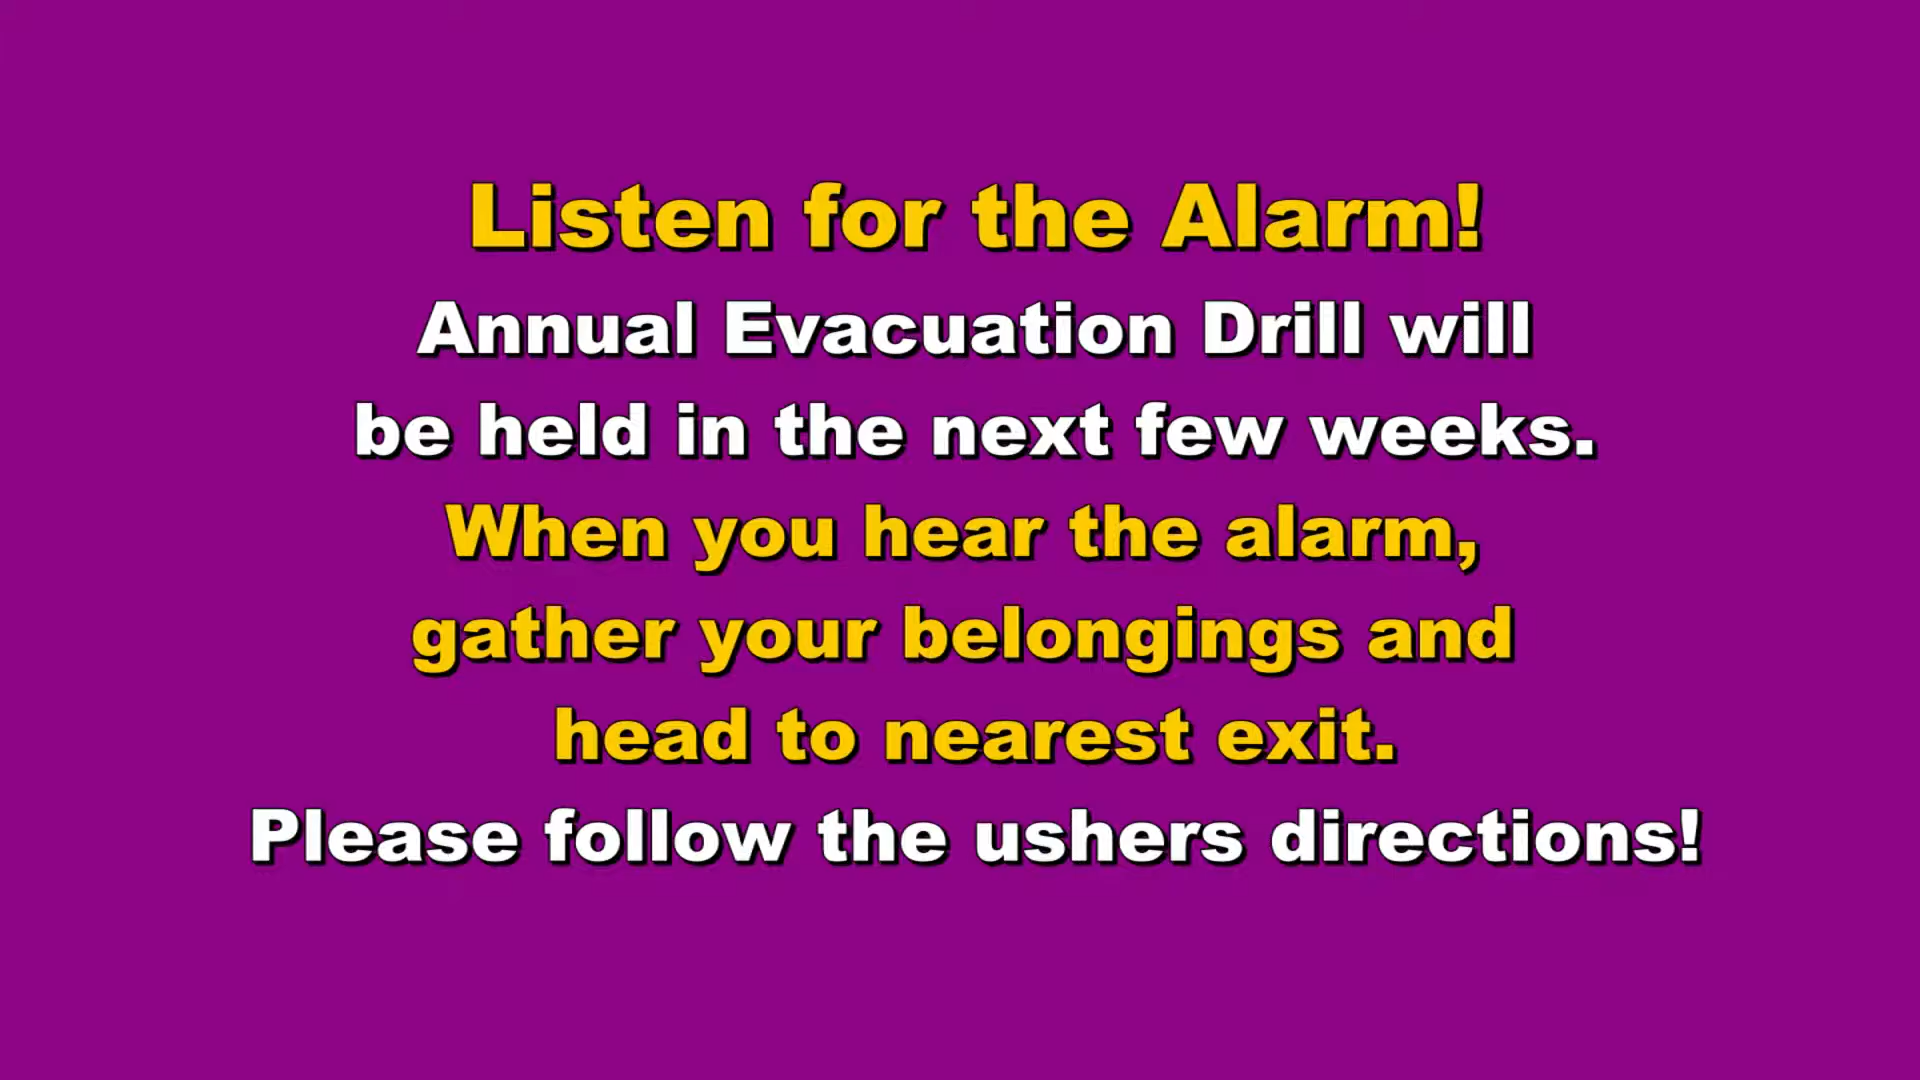 Listen for the Alarm!
Annual Evacuation Drill will
be held in the next few weeks.
When you hear the alarm,
gather your belongings and
head to nearest exit.
Please follow the ushers directions!